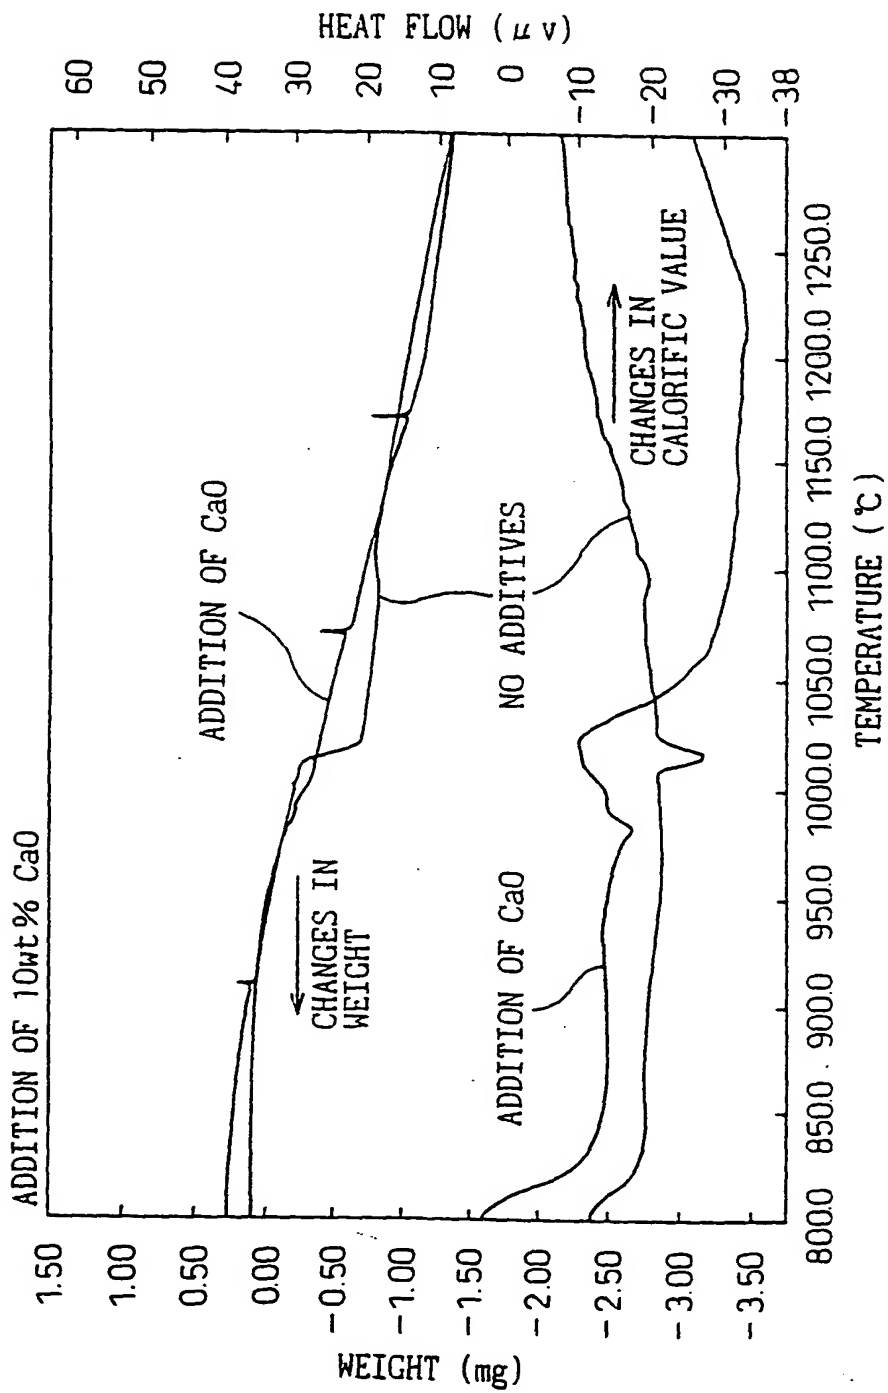 ADDITION OF 10wt% CaO
1.50
1.00
0.50
0.00
-0.50
-1.00
-1.50
-2.00
-2.50
-3.00
-3.50
WEIGHT (mg)
60
50
40
30
20
10
0
-10
-20
-30
-38
HEAT FLOW (μv)
ADDITION OF CaO
CHANGES IN
WEIGHT
NO ADDITIVES
ADDITION OF CaO
CHANGES IN
CALORIFIC VALUE
800.0
850.0
900.0
950.0
1000.0
1050.0
1100.0
1150.0
1200.0
1250.0
TEMPERATURE (℃)